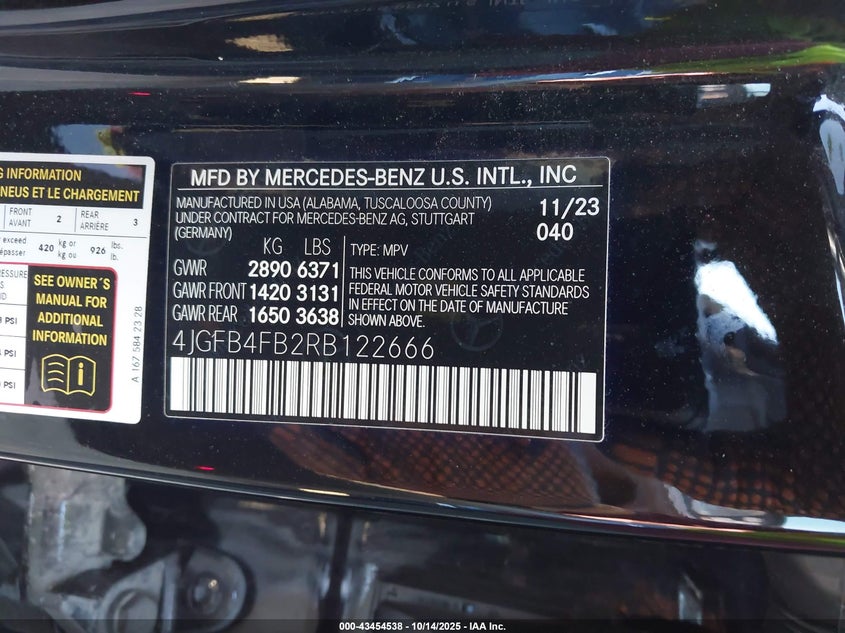 G INFORMATION
NEUS ET LE CHARGEMENT
FRONT AVANT 2 REAR ARRIÈRE 3
exceed
épasser 420 kg or kg ou 926 lbs. lb.
PRESSURE
PSI
PSI
PSI
SEE OWNER´S
MANUAL FOR
ADDITIONAL
INFORMATION
A 167 584 23 28
MFD BY MERCEDES-BENZ U.S. INTL., INC
MANUFACTURED IN USA (ALABAMA, TUSCALOOSA COUNTY)
UNDER CONTRACT FOR MERCEDES-BENZ AG, STUTTGART
(GERMANY)
11/23
040
KG LBS
GVWR 2890 6371
GAWR FRONT 1420 3131
GAWR REAR 1650 3638
TYPE: MPV
THIS VEHICLE CONFORMS TO ALL APPLICABLE
FEDERAL MOTOR VEHICLE SAFETY STANDARDS
IN EFFECT ON THE DATE OF MANUFACTURE
SHOWN ABOVE.
4JGFB4FB2RB122666
000-43454538 - 10/14/2025 - IAA Inc.